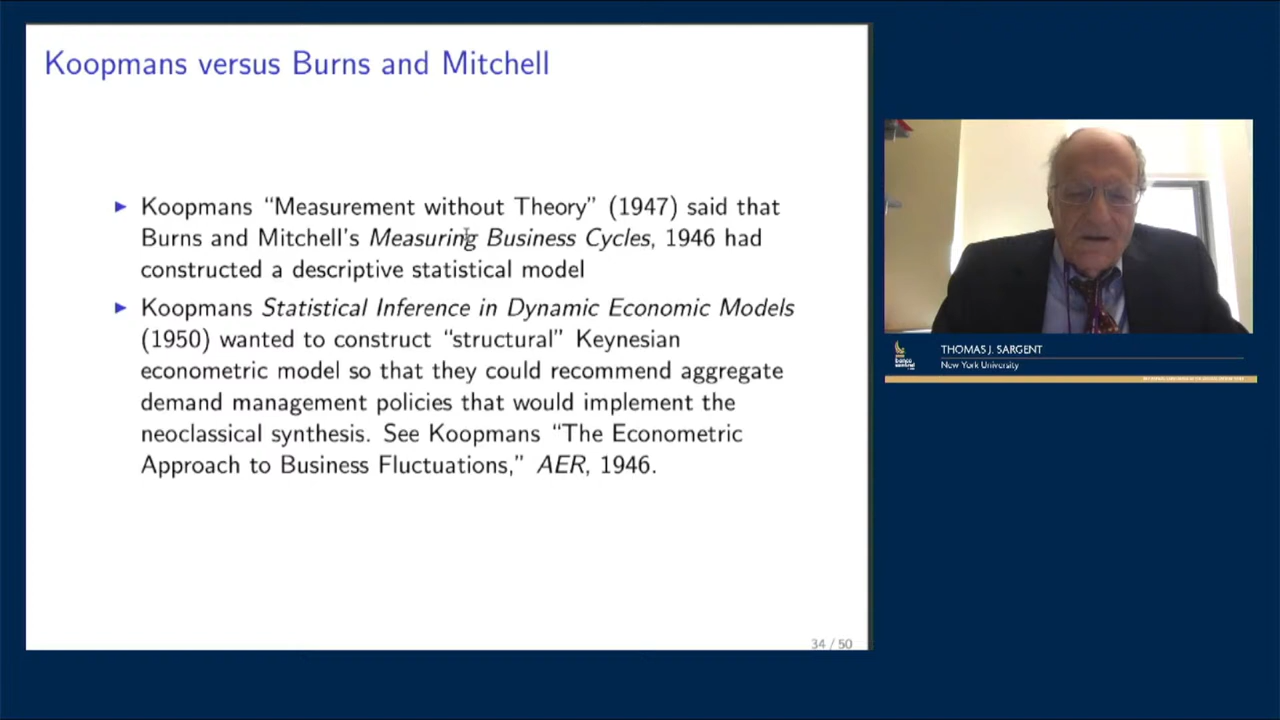 Koopmans versus Burns and Mitchell
► Koopmans “Measurement without Theory” (1947) said that
Burns and Mitchell’s Measuring Business Cycles, 1946 had
constructed a descriptive statistical model
► Koopmans Statistical Inference in Dynamic Economic Models
(1950) wanted to construct “structural” Keynesian
econometric model so that they could recommend aggregate
demand management policies that would implement the
neoclassical synthesis. See Koopmans “The Econometric
Approach to Business Fluctuations,” AER, 1946.
34 / 50
THOMAS J. SARGENT
New York University
banco
central